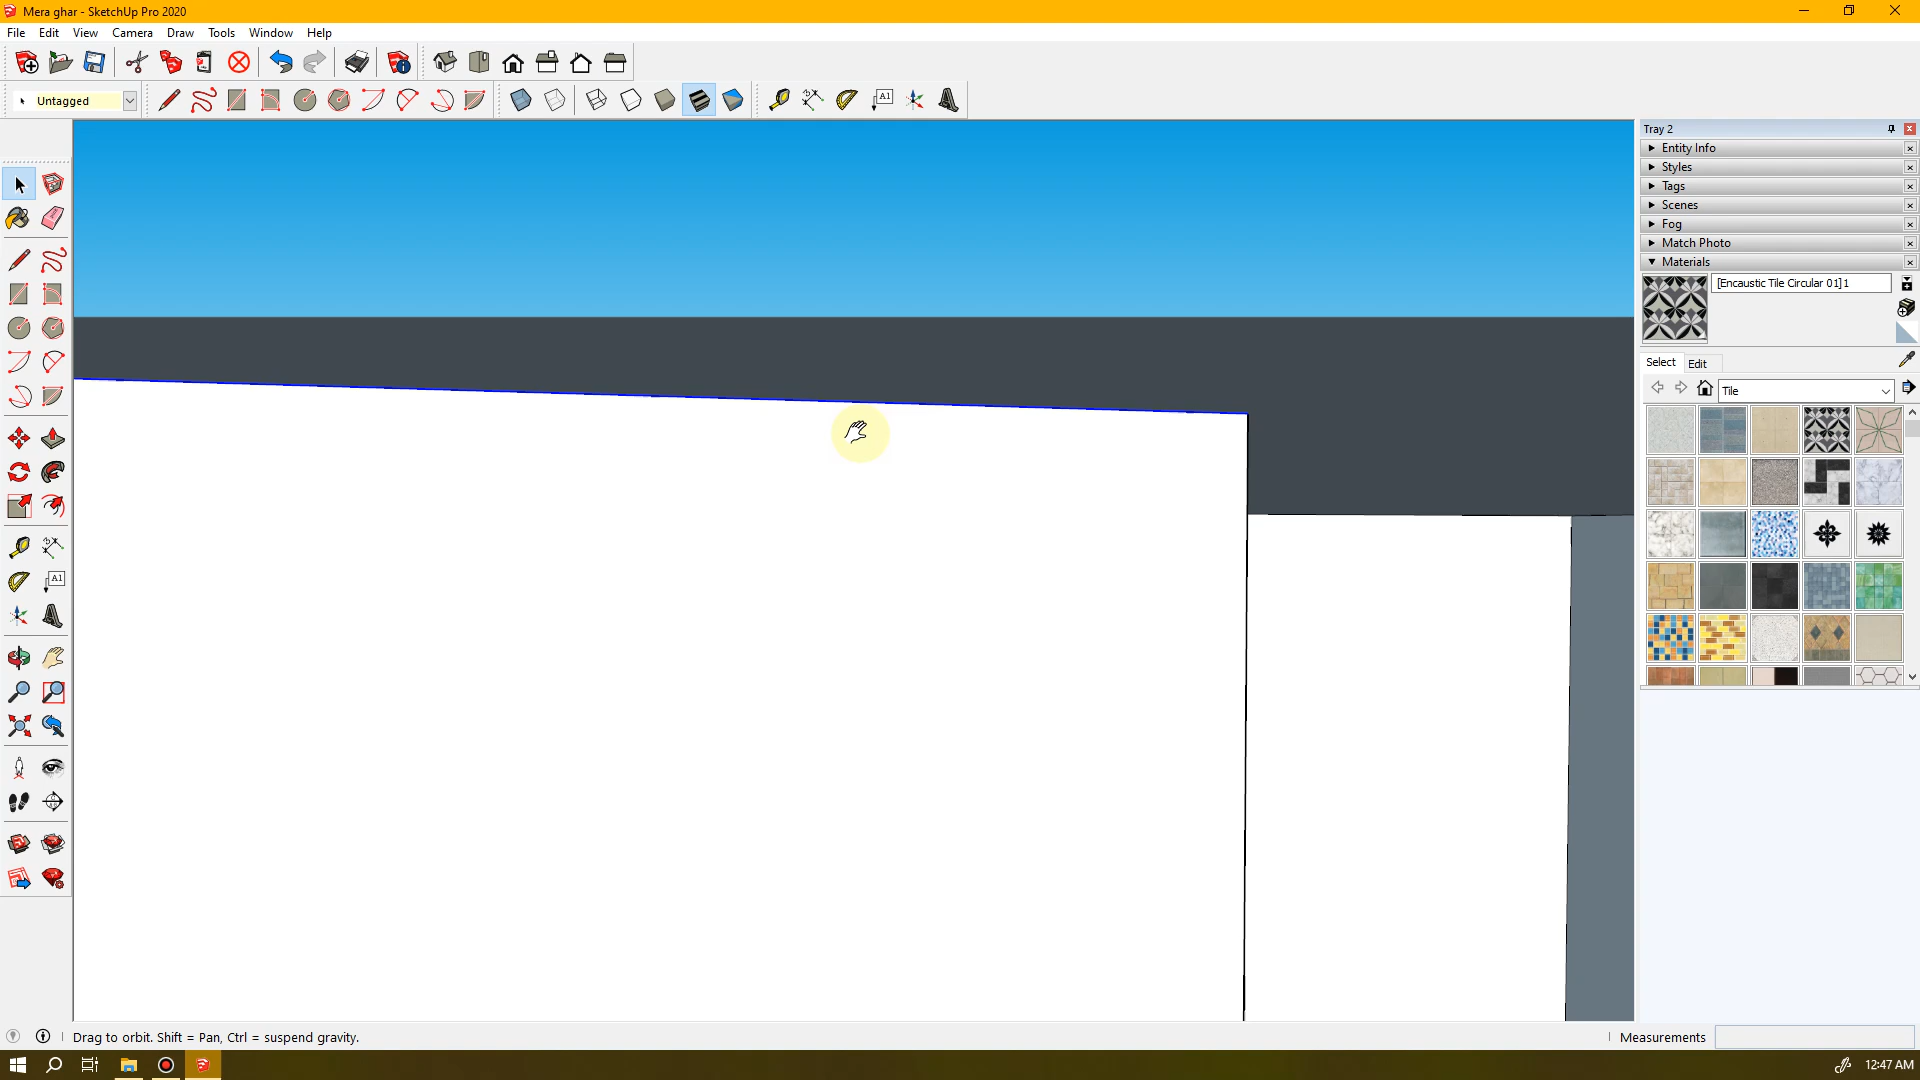 Mera ghar - SketchUp Pro 2020
File Edit View Camera Draw Tools Window Help
Untagged
A1
Tray 2
Entity Info
Styles
Tags
Scenes
Fog
Match Photo
Materials
[Encaustic Tile Circular 01]1
Select Edit
Tile
A1
Drag to orbit. Shift = Pan, Ctrl = suspend gravity.
Measurements
12:47 AM